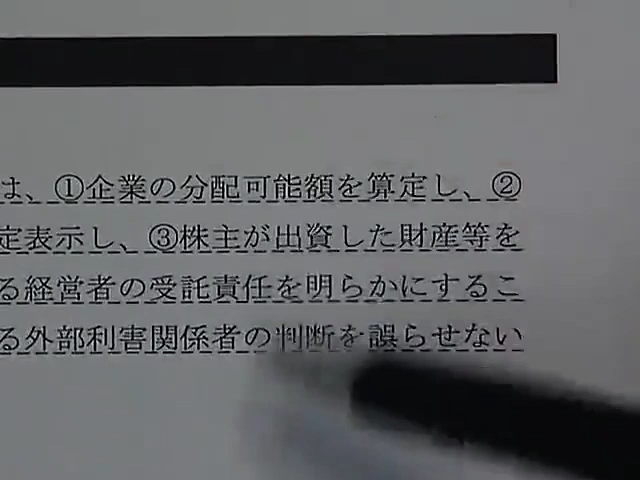 は、①企業の分配可能額を算定し、②
定表示し、③株主が出資した財産等を
る経営者の受託責任を明らかにするこ
る外部利害関係者の判断を誤らせない